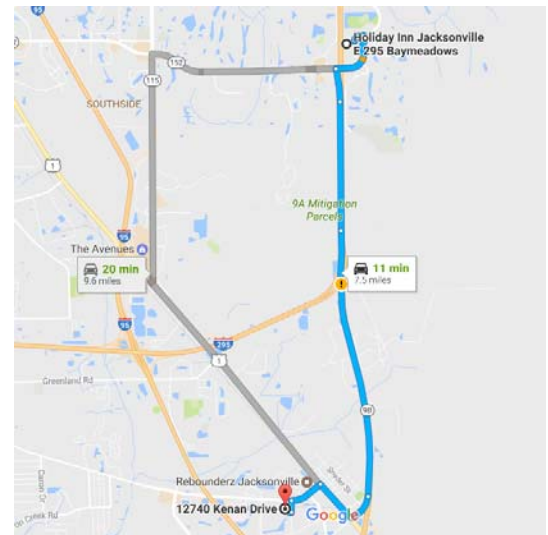 Holiday Inn Jacksonville
E 295 Baymeadows
152
115
SOUTHSIDE
1
9A Mitigation
Parcels
95
The Avenues
20 min
9.6 miles
11 min
7.5 miles
95
295
1
Greenland Rd
9B
Rebounderz Jacksonville
12740 Kenan Drive
Google